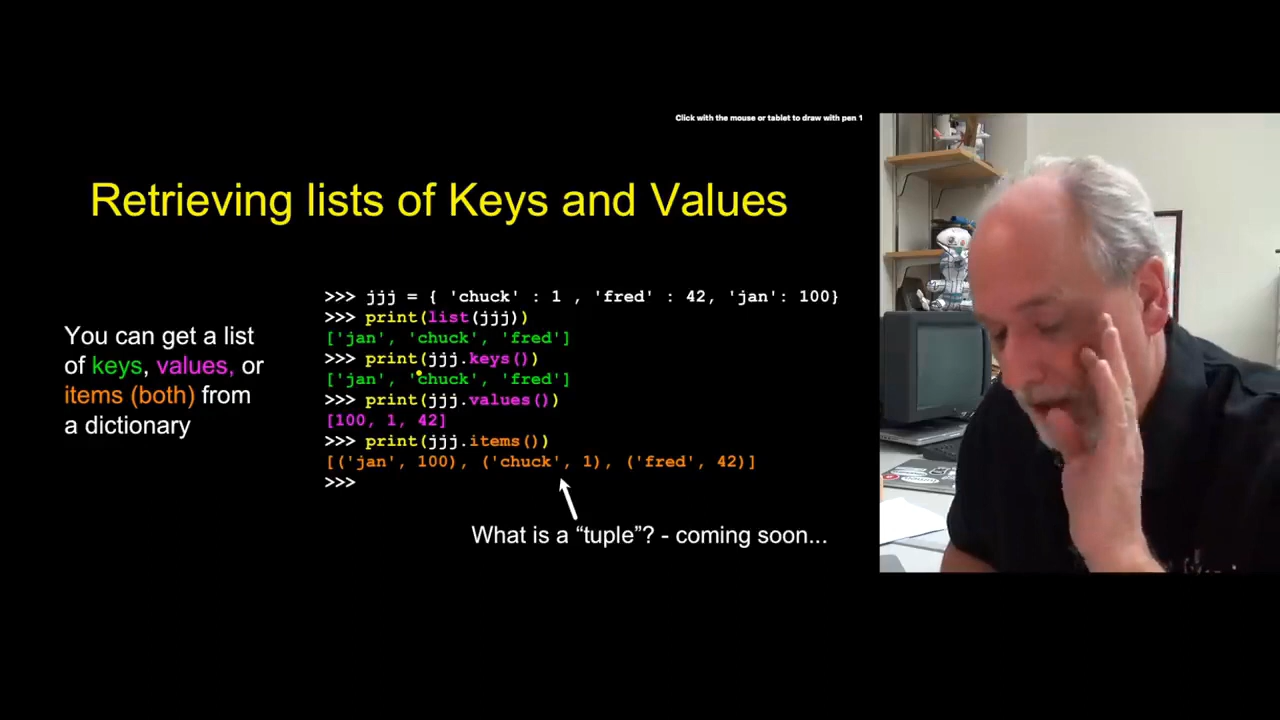 Click with the mouse or tablet to draw with pen 1
Retrieving lists of Keys and Values
You can get a list
of keys, values, or
items (both) from
a dictionary
>>> jjj = { 'chuck' : 1 , 'fred' : 42, 'jan': 100}
>>> print(list(jjj))
['jan', 'chuck', 'fred']
>>> print(jjj.keys())
['jan', 'chuck', 'fred']
>>> print(jjj.values())
[100, 1, 42]
>>> print(jjj.items())
[('jan', 100), ('chuck', 1), ('fred', 42)]
>>>
What is a “tuple”? - coming soon...